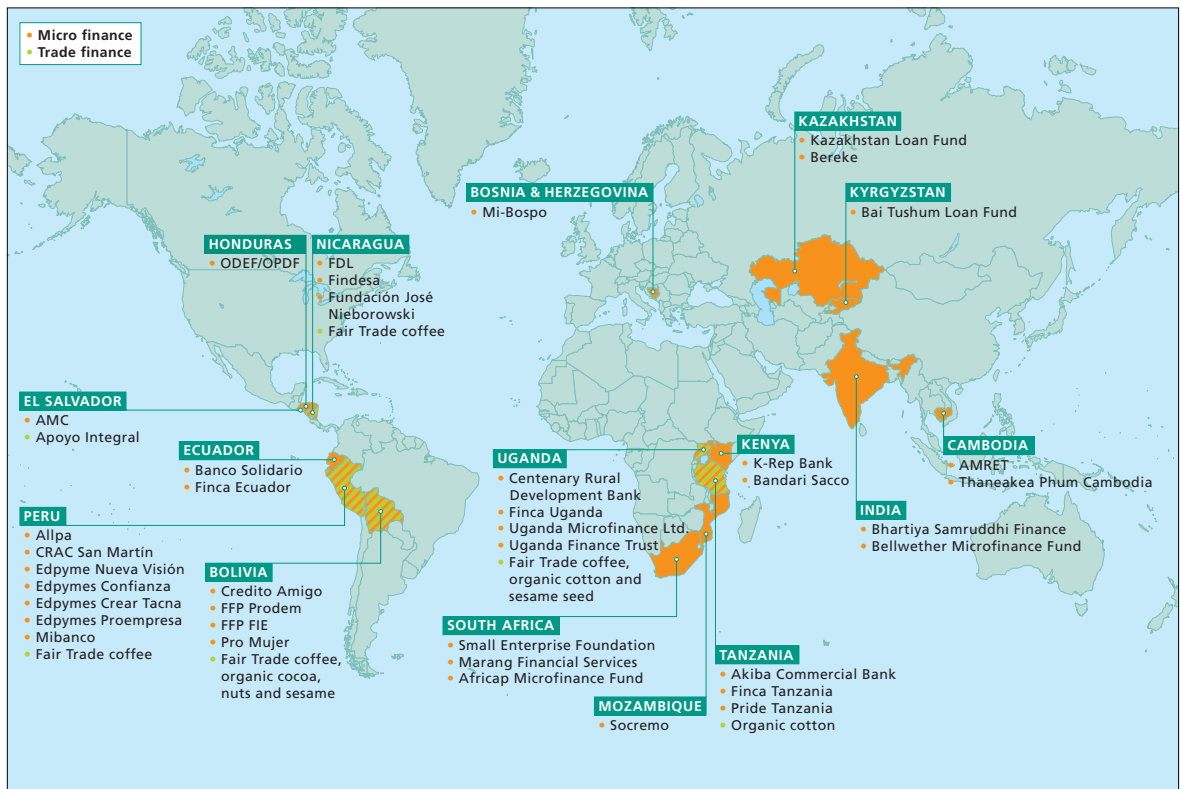 • Micro finance
• Trade finance
KAZAKHSTAN
• Kazakhstan Loan Fund
• Bereke
BOSNIA & HERZEGOVINA
• Mi-Bospo
KYRGYZSTAN
• Bai Tushum Loan Fund
HONDURAS
• ODEF/OPDF
NICARAGUA
• FDL
• Findesa
• Fundación José
Nieborowski
• Fair Trade coffee
EL SALVADOR
• AMC
• Apoyo Integral
ECUADOR
• Banco Solidario
• Finca Ecuador
UGANDA
• Centenary Rural
Development Bank
• Finca Uganda
• Uganda Microfinance Ltd.
• Uganda Finance Trust
• Fair Trade coffee,
organic cotton and
sesame seed
KENYA
• K-Rep Bank
• Bandari Sacco
CAMBODIA
• AMRET
• Thaneakea Phum Cambodia
INDIA
• Bhartiya Samruddhi Finance
• Bellwether Microfinance Fund
PERU
• Allpa
• CRAC San Martín
• Edpyme Nueva Visión
• Edpymes Confianza
• Edpymes Crear Tacna
• Edpymes Proempresa
• Mibanco
• Fair Trade coffee
BOLIVIA
• Credito Amigo
• FFP Prodem
• FFP FIE
• Pro Mujer
• Fair Trade coffee,
organic cocoa,
nuts and sesame
SOUTH AFRICA
• Small Enterprise Foundation
• Marang Financial Services
• Africap Microfinance Fund
TANZANIA
• Akiba Commercial Bank
• Finca Tanzania
• Pride Tanzania
• Organic cotton
MOZAMBIQUE
• Socremo